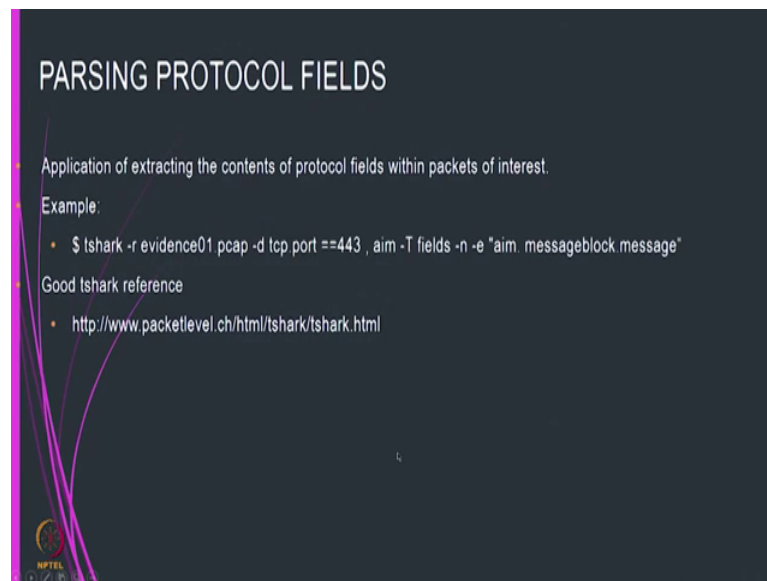 PARSING PROTOCOL FIELDS
Application of extracting the contents of protocol fields within packets of interest.
Example:
$ tshark -r evidence01.pcap -d tcp.port ==443 , aim -T fields -n -e "aim. messageblock.message"
Good tshark reference
http://www.packetlevel.ch/html/tshark/tshark.html
NPTEL